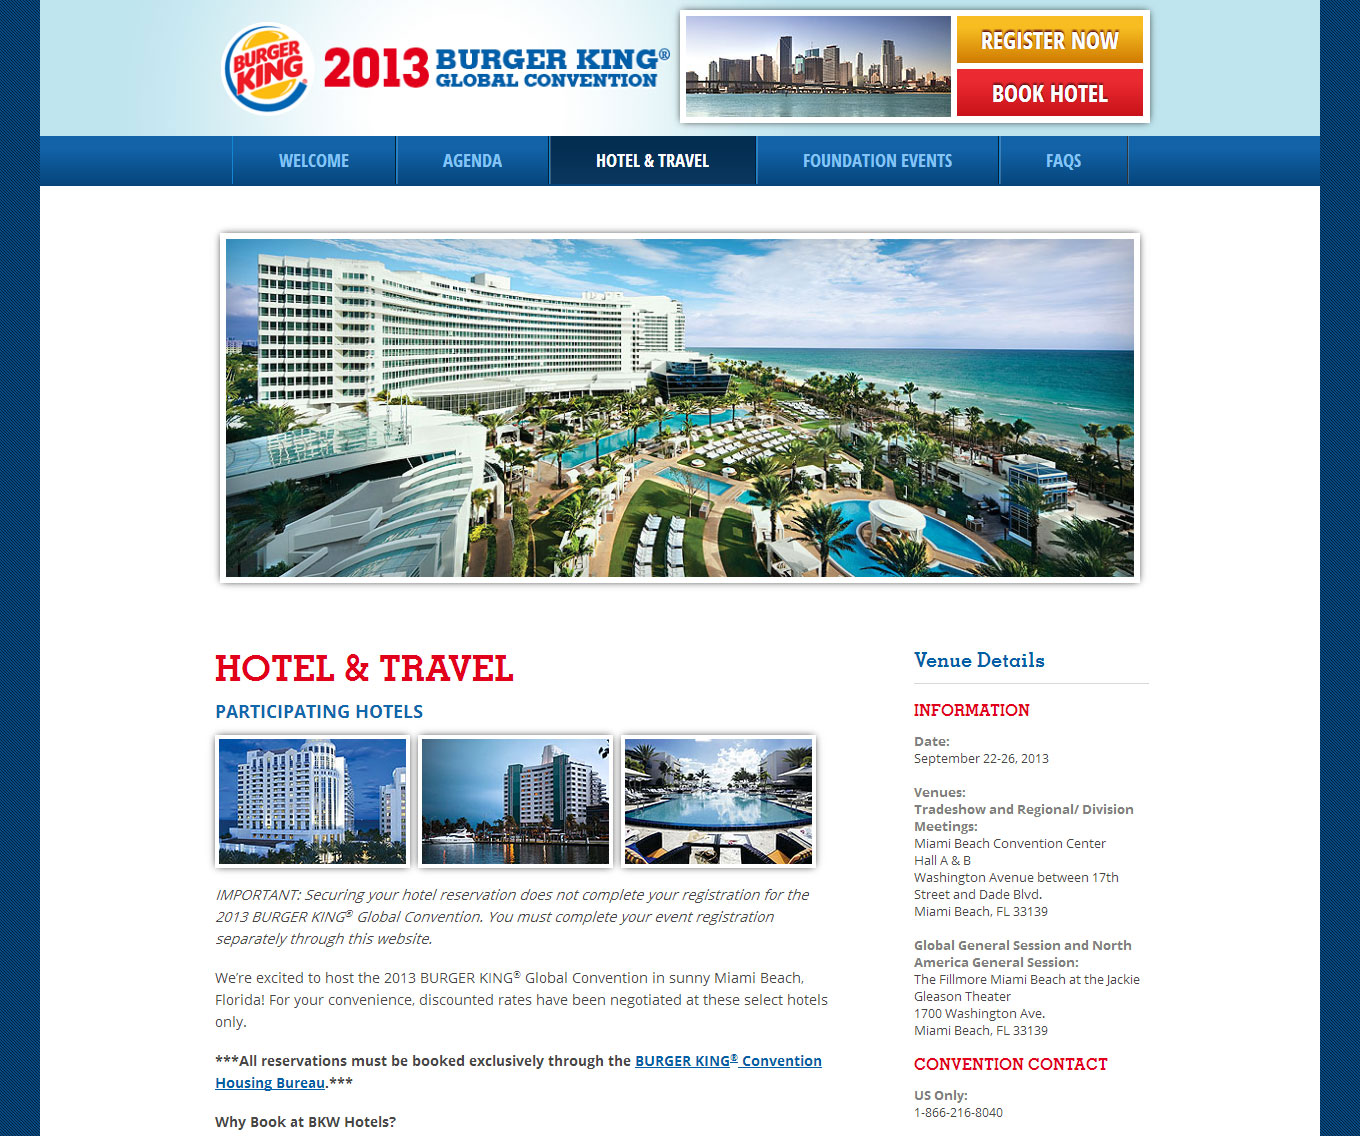 BURGER
KING
2013 BURGER KING®
GLOBAL CONVENTION
REGISTER NOW
BOOK HOTEL
WELCOME
AGENDA
HOTEL & TRAVEL
FOUNDATION EVENTS
FAQS
HOTEL & TRAVEL
PARTICIPATING HOTELS
IMPORTANT: Securing your hotel reservation does not complete your registration for the
2013 BURGER KING® Global Convention. You must complete your event registration
separately through this website.
We’re excited to host the 2013 BURGER KING® Global Convention in sunny Miami Beach,
Florida! For your convenience, discounted rates have been negotiated at these select hotels
only.
***All reservations must be booked exclusively through the BURGER KING® Convention
Housing Bureau.***
Why Book at BKW Hotels?
Venue Details
INFORMATION
Date:
September 22-26, 2013
Venues:
Tradeshow and Regional/ Division
Meetings:
Miami Beach Convention Center
Hall A & B
Washington Avenue between 17th
Street and Dade Blvd.
Miami Beach, FL 33139
Global General Session and North
America General Session:
The Fillmore Miami Beach at the Jackie
Gleason Theater
1700 Washington Ave.
Miami Beach, FL 33139
CONVENTION CONTACT
US Only:
1-866-216-8040